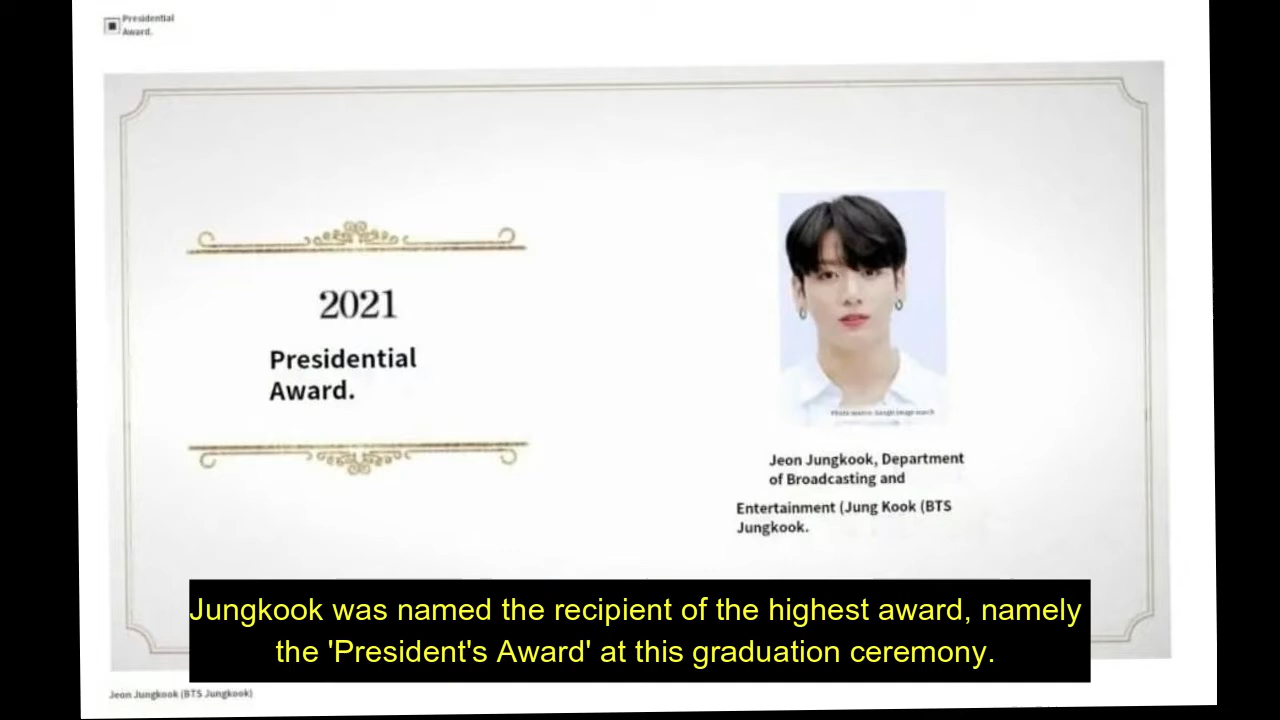 Presidential
Award.
2021
Presidential
Award.
Jeon Jungkook, Department
of Broadcasting and
Entertainment (Jung Kook (BTS
Jungkook.
Jungkook was named the recipient of the highest award, namely
the 'President's Award' at this graduation ceremony.
Jeon Jungkook (BTS Jungkook)